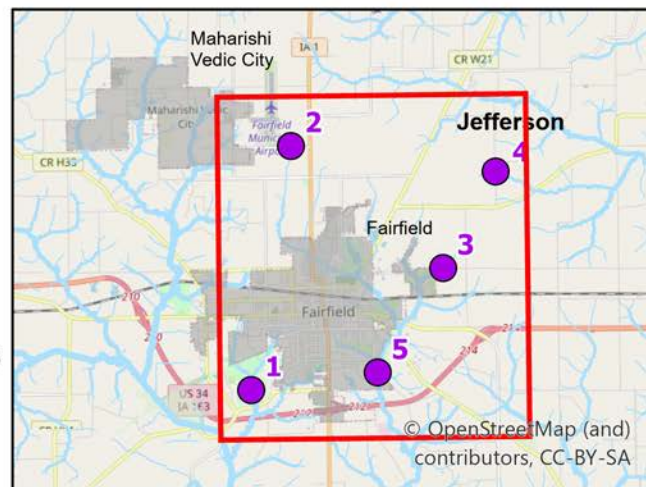 Maharishi
Vedic City
IA 1
CR W21
Maharishi Vedic
City
Fairfield
Municipal
Airport
2
Jefferson
4
CR H33
Fairfield
3
210
Fairfield
214
1
5
US 34
IA 163
© OpenStreetMap (and)
contributors, CC-BY-SA